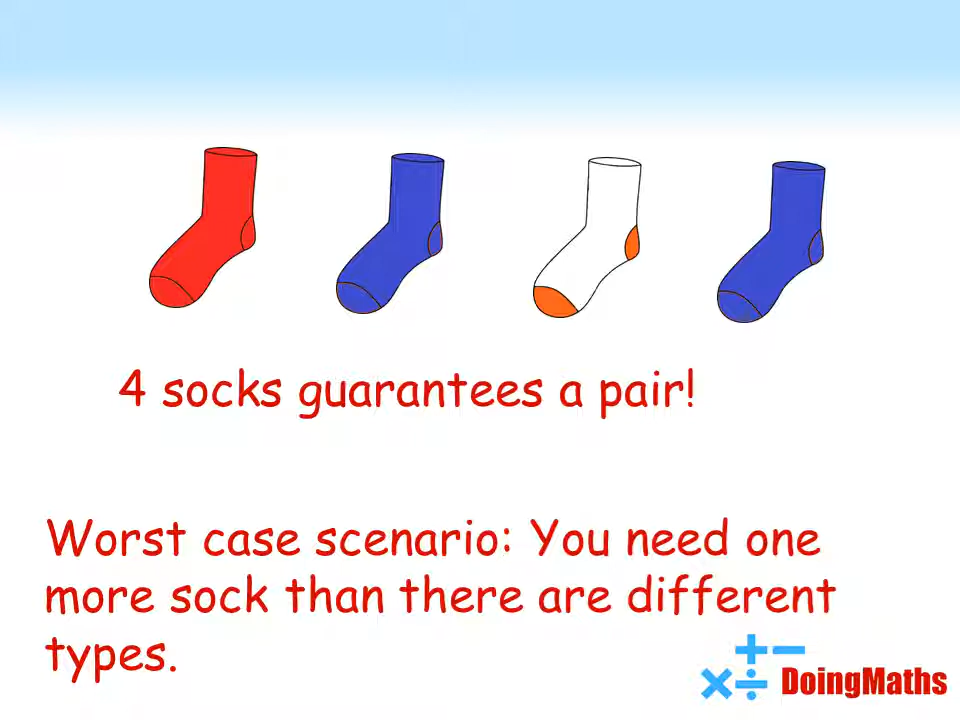 4 socks guarantees a pair!
Worst case scenario: You need one
more sock than there are different
types.
DoingMaths